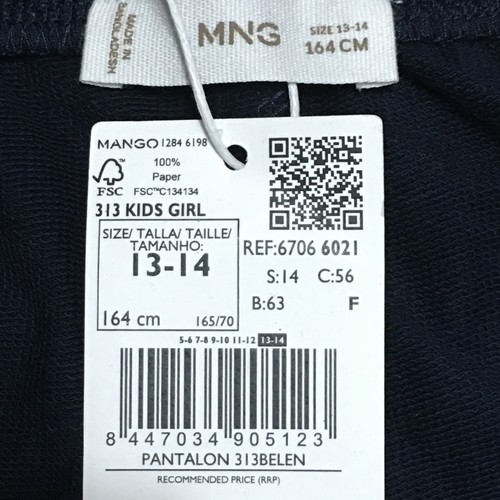 MADE IN
BANGLADESH
MNG
SIZE 13-14
164 CM
MANGO 1284 6198
100%
Paper
FSC
FSC™C134134
313 KIDS GIRL
SIZE/ TALLA/ TAILLE/
TAMANHO:
13-14
164 cm
165/70
REF:6706 6021
S:14 C:56
B:63 F
5-6 7-8 9-10 11-12 13-14
8 447034 905123
PANTALON 313BELEN
RECOMMENDED PRICE (RRP)